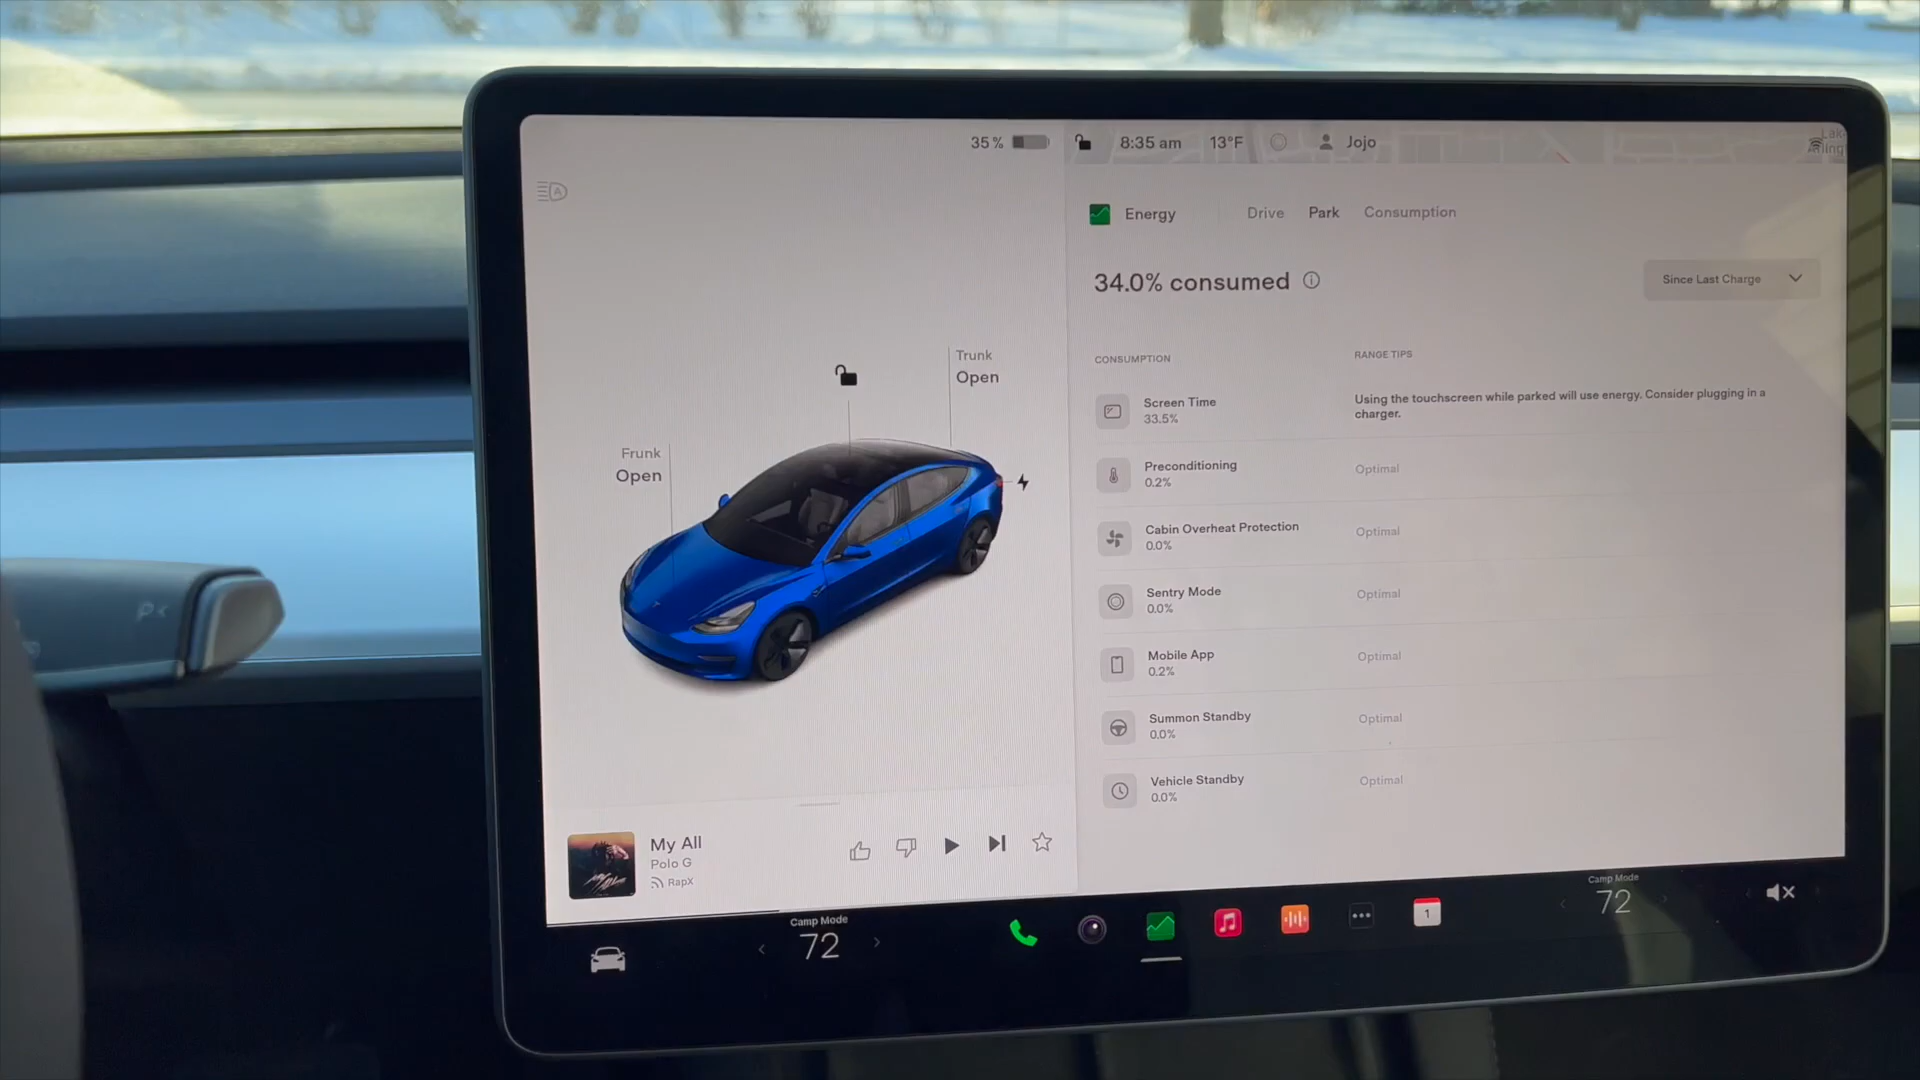 35 %
8:35 am
13°F
Jojo
Lak
Arling
Energy
Drive
Park
Consumption
34.0% consumed
Since Last Charge
CONSUMPTION
RANGE TIPS
Screen Time
33.5%
Using the touchscreen while parked will use energy. Consider plugging in a
charger.
Preconditioning
0.2%
Optimal
Cabin Overheat Protection
0.0%
Optimal
Sentry Mode
0.0%
Optimal
Mobile App
0.2%
Optimal
Summon Standby
0.0%
Optimal
Vehicle Standby
0.0%
Optimal
Trunk
Open
Frunk
Open
My All
Polo G
RapX
Camp Mode
72
1
Camp Mode
72
P
A